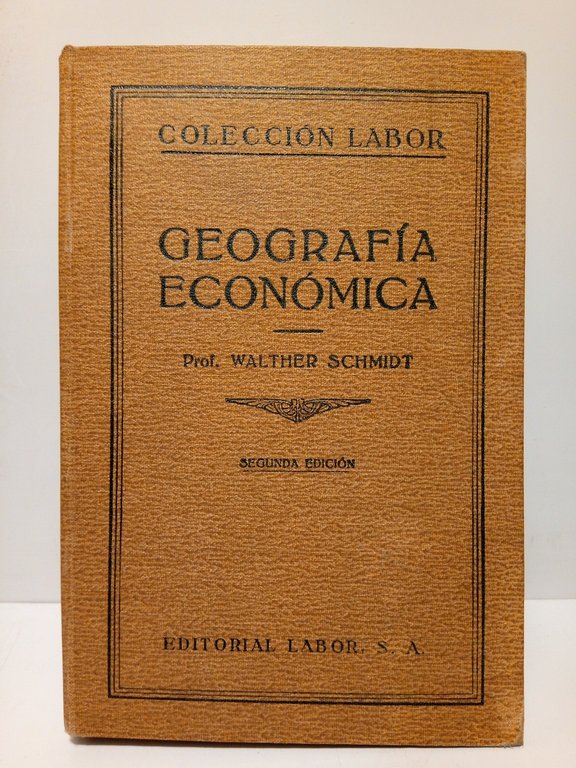 COLECCIÓN LABOR
GEOGRAFÍA
ECONÓMICA
Prof. WALTHER SCHMIDT
SEGUNDA EDICIÓN
EDITORIAL LABOR, S. A.